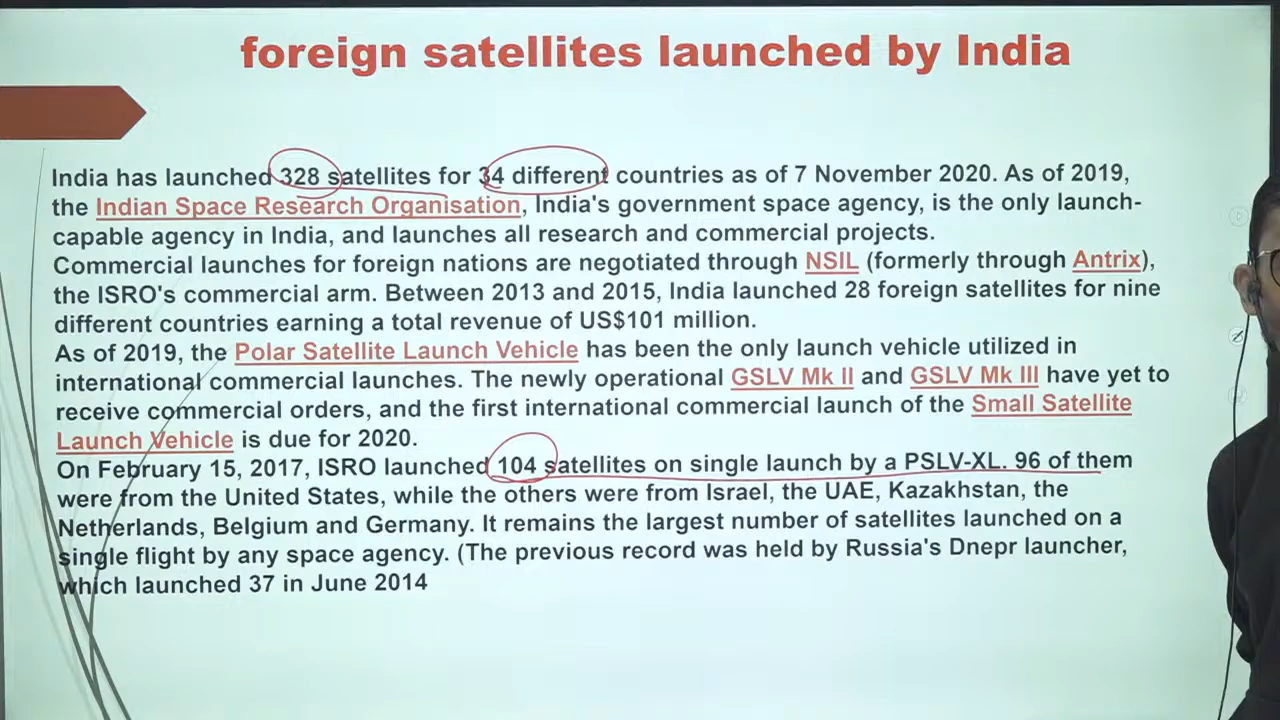 foreign satellites launched by India
India has launched 328 satellites for 34 different countries as of 7 November 2020. As of 2019,
the Indian Space Research Organisation, India's government space agency, is the only launch-
capable agency in India, and launches all research and commercial projects.
Commercial launches for foreign nations are negotiated through NSIL (formerly through Antrix),
the ISRO's commercial arm. Between 2013 and 2015, India launched 28 foreign satellites for nine
different countries earning a total revenue of US$101 million.
As of 2019, the Polar Satellite Launch Vehicle has been the only launch vehicle utilized in
international commercial launches. The newly operational GSLV Mk II and GSLV Mk III have yet to
receive commercial orders, and the first international commercial launch of the Small Satellite
Launch Vehicle is due for 2020.
On February 15, 2017, ISRO launched 104 satellites on single launch by a PSLV-XL. 96 of them
were from the United States, while the others were from Israel, the UAE, Kazakhstan, the
Netherlands, Belgium and Germany. It remains the largest number of satellites launched on a
single flight by any space agency. (The previous record was held by Russia's Dnepr launcher,
which launched 37 in June 2014